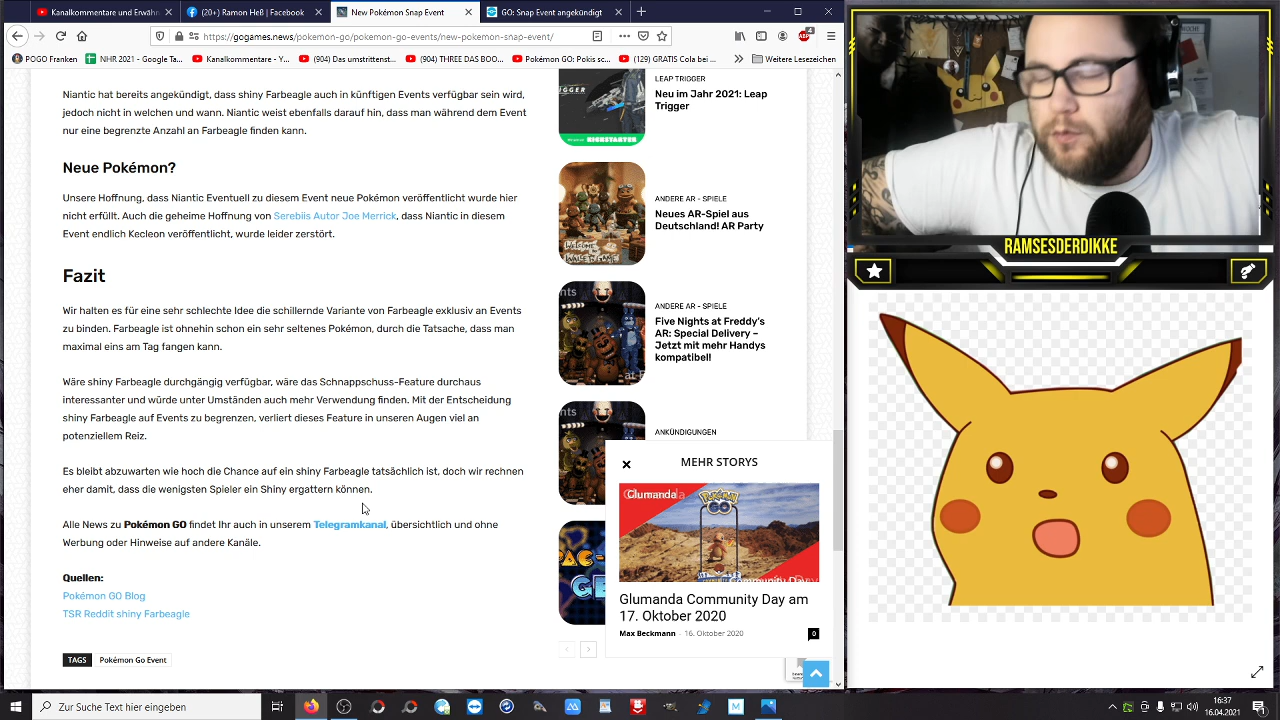 Kanalkommentare und Erwähn
(20+) Ramon Heß | Facebook
New Pokémon Snap Event
GO: Snap Event angekündigt
https://gogames.news/pokemon-go/pokemon-go-events/new-pokemon-snap-event/
POGO Franken
NHR 2021 - Google Ta...
Kanalkommentare - Y...
(904) Das umstrittenst...
(904) THREE DAS BOO...
Pokémon GO: Pokis sc...
(129) GRATIS Cola bei ...
Weitere Lesezeichen
Niantic hat bereits angekündigt, dass shiny Farbeagle auch in künftigen Events verfügbar sein wird,
jedoch nicht in welchen und wann. Niantic weist ebenfalls darauf hin, dass man während dem Event
nur eine begrenzte Anzahl an Farbeagle finden kann.
Neue Pokémon?
Unsere Hoffnung, dass Niantic Eventuell zu diesem Event neue Pokémon veröffentlicht wurde hier
nicht erfüllt. Auch die geheime Hoffnung von Serebiis Autor Joe Merrick, dass Niantic in diesem
Event endlich Kecleon veröffentlicht, wurde leider zerstört.
Fazit
Wir halten es für eine sehr schlechte Idee die schillernde Variante von Farbeagle exklusiv an Events
zu binden. Farbeagle ist ohnehin schon ein sehr seltenes Pokémon, durch die Tatsache, dass man
maximal eins am Tag fangen kann.
Wäre shiny Farbeagle durchgängig verfügbar, wäre das Schnappschuss-Feature durchaus
interessanter und würde unter Umständen auch mehr Verwendung finden. Mit der Entscheidung
shiny Farbeagle auf Events zu begrenzen, verliert dieses Feature in unseren Augen viel an
potenziellem Reiz.
Es bleibt abzuwarten wie hoch die Chance auf ein shiny Farbeagle tatsächlich ist, doch wir rechnen
eher damit, dass die wenigsten Spieler ein Shiny ergattern können.
Alle News zu Pokémon GO findet Ihr auch in unserem Telegramkanal, übersichtlich und ohne
Werbung oder Hinweise auf andere Kanäle.
Quellen:
Pokémon GO Blog
TSR Reddit shiny Farbeagle
TAGS
Pokémon Go Event
LEAP TRIGGER
Neu im Jahr 2021: Leap
Trigger
KICKSTARTER
ANDERE AR - SPIELE
Neues AR-Spiel aus
Deutschland! AR Party
ANDERE AR - SPIELE
Five Nights at Freddy's
AR: Special Delivery –
Jetzt mit mehr Handys
kompatibel!
ANKÜNDIGUNGEN
MEHR STORYS
Glumanda
POKÉMON
GO
Community Day
Glumanda Community Day am
17. Oktober 2020
Max Beckmann - 16. Oktober 2020
0
RAMSESDERDIKKE
Zur Suche Text hier eingeben
16:37
16.04.2021